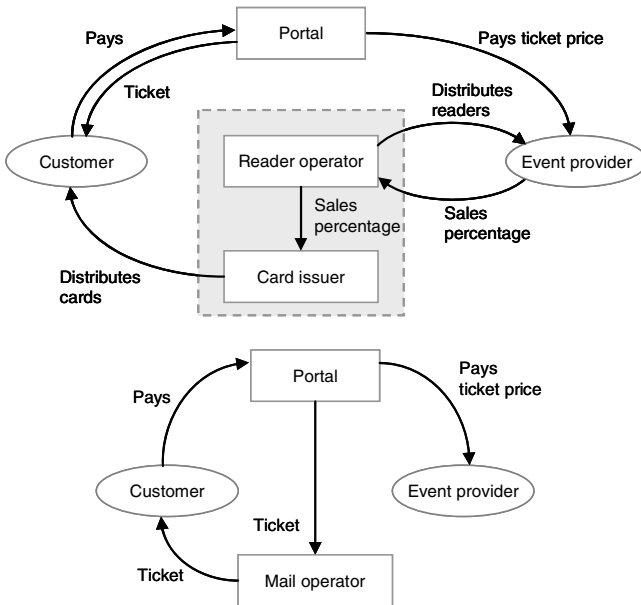 Pays
Portal
Pays ticket price
Ticket
Distributes
readers
Customer
Reader operator
Event provider
Sales
percentage
Sales
percentage
Distributes
cards
Card issuer
Portal
Pays
ticket price
Pays
Customer
Event provider
Ticket
Ticket
Mail operator